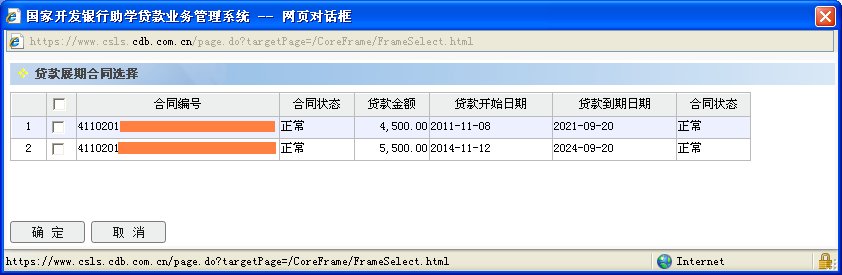 国家开发银行助学贷款业务管理系统 -- 网页对话框
https://www.csls.cdb.com.cn/page.do?targetPage=/CoreFrame/FrameSelect.html
贷款展期合同选择
合同编号 合同状态 贷款金额 贷款开始日期 贷款到期日期 合同状态
1 4110201 正常 4,500.00 2011-11-08 2021-09-20 正常
2 4110201 正常 5,500.00 2014-11-12 2024-09-20 正常
确 定 取 消
https://www.csls.cdb.com.cn/page.do?targetPage=/CoreFrame/FrameSelect.html Internet